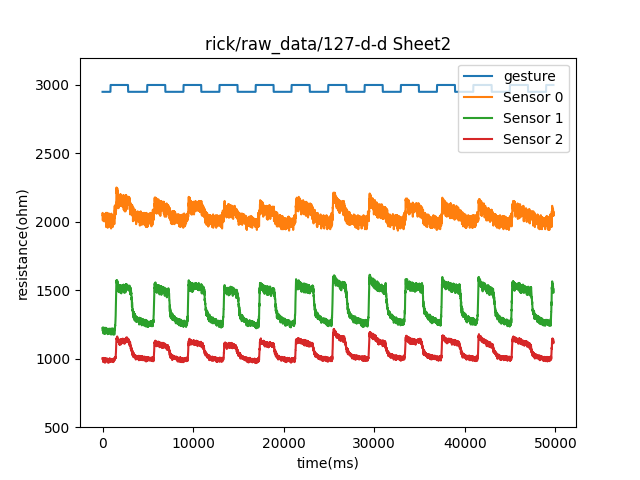 rick/raw_data/127-d-d Sheet2
gesture
Sensor 0
Sensor 1
Sensor 2
3000
2500
2000
1500
1000
500
resistance(ohm)
0
10000
20000
30000
40000
50000
time(ms)